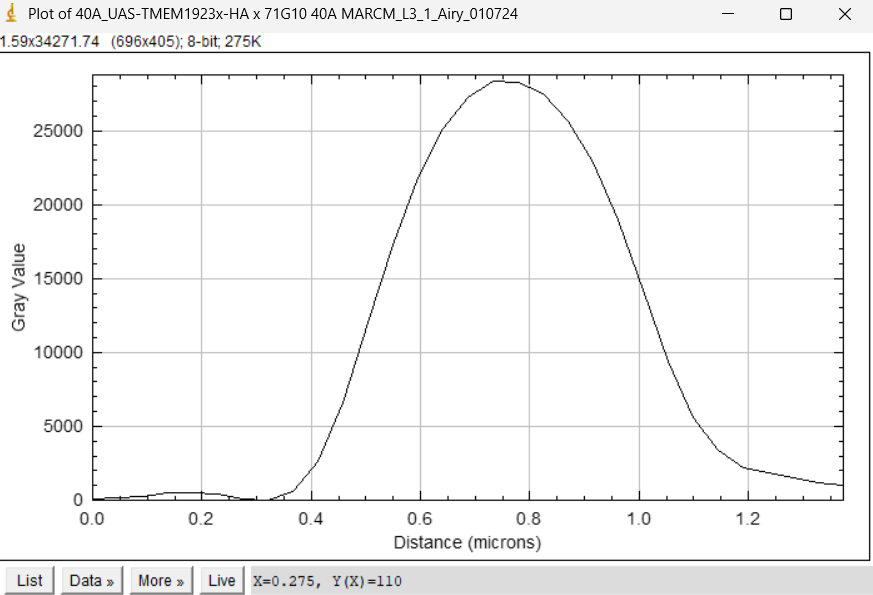 Plot of 40A_UAS-TMEM1923x-HA x 71G10 40A MARCM_L3_1_Airy_010724
1.59x34271.74 (696x405); 8-bit; 275K
25000
20000
15000
10000
5000
0
Gray Value
0.0 0.2 0.4 0.6 0.8 1.0 1.2
Distance (microns)
List Data » More » Live X=0.275, Y(X)=110